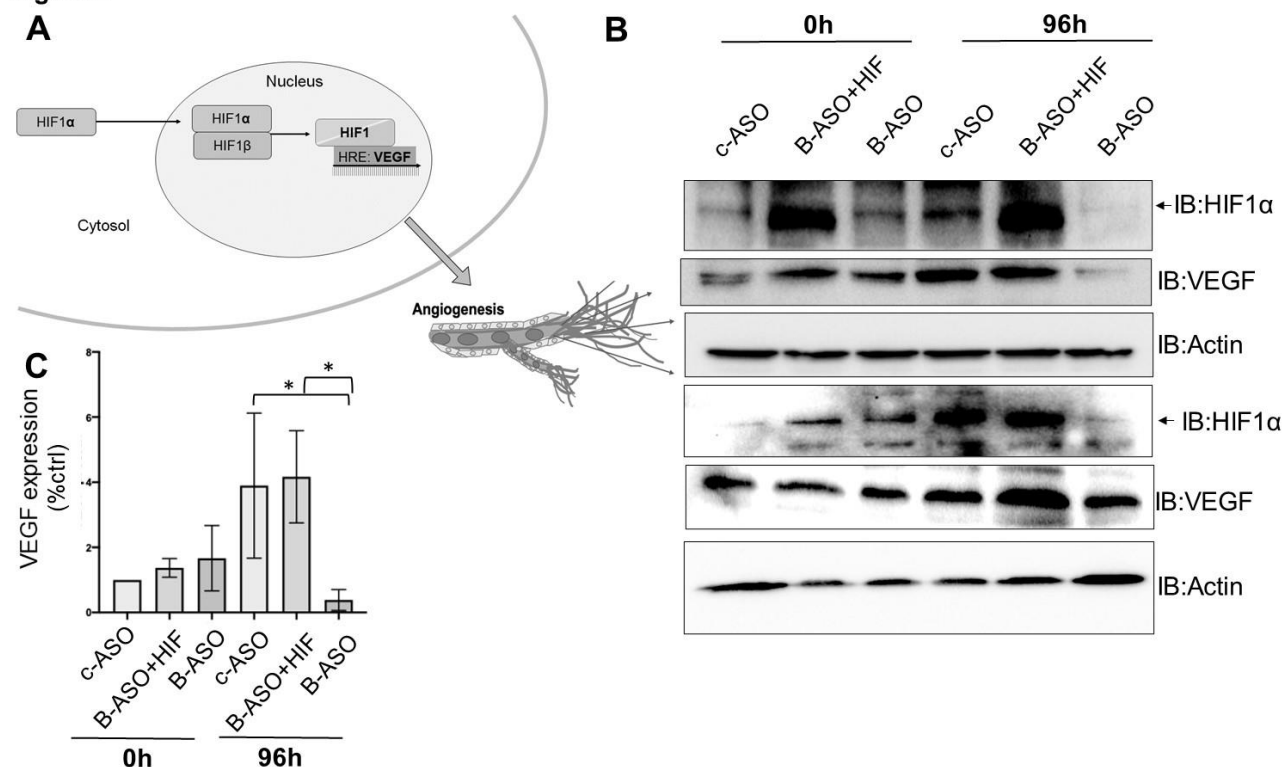 A
Nucleus
HIF1α
HIF1α
HIF1β
HIF1
HRE: VEGF
Cytosol
Angiogenesis
B
0h
96h
c-ASO
B-ASO+HIF
B-ASO
c-ASO
B-ASO+HIF
B-ASO
IB:HIF1α
IB:VEGF
IB:Actin
IB:HIF1α
IB:VEGF
IB:Actin
C
VEGF expression
(%ctrl)
8
6
4
2
0
*
*
c-ASO
B-ASO+HIF
B-ASO
c-ASO
B-ASO+HIF
B-ASO
0h
96h